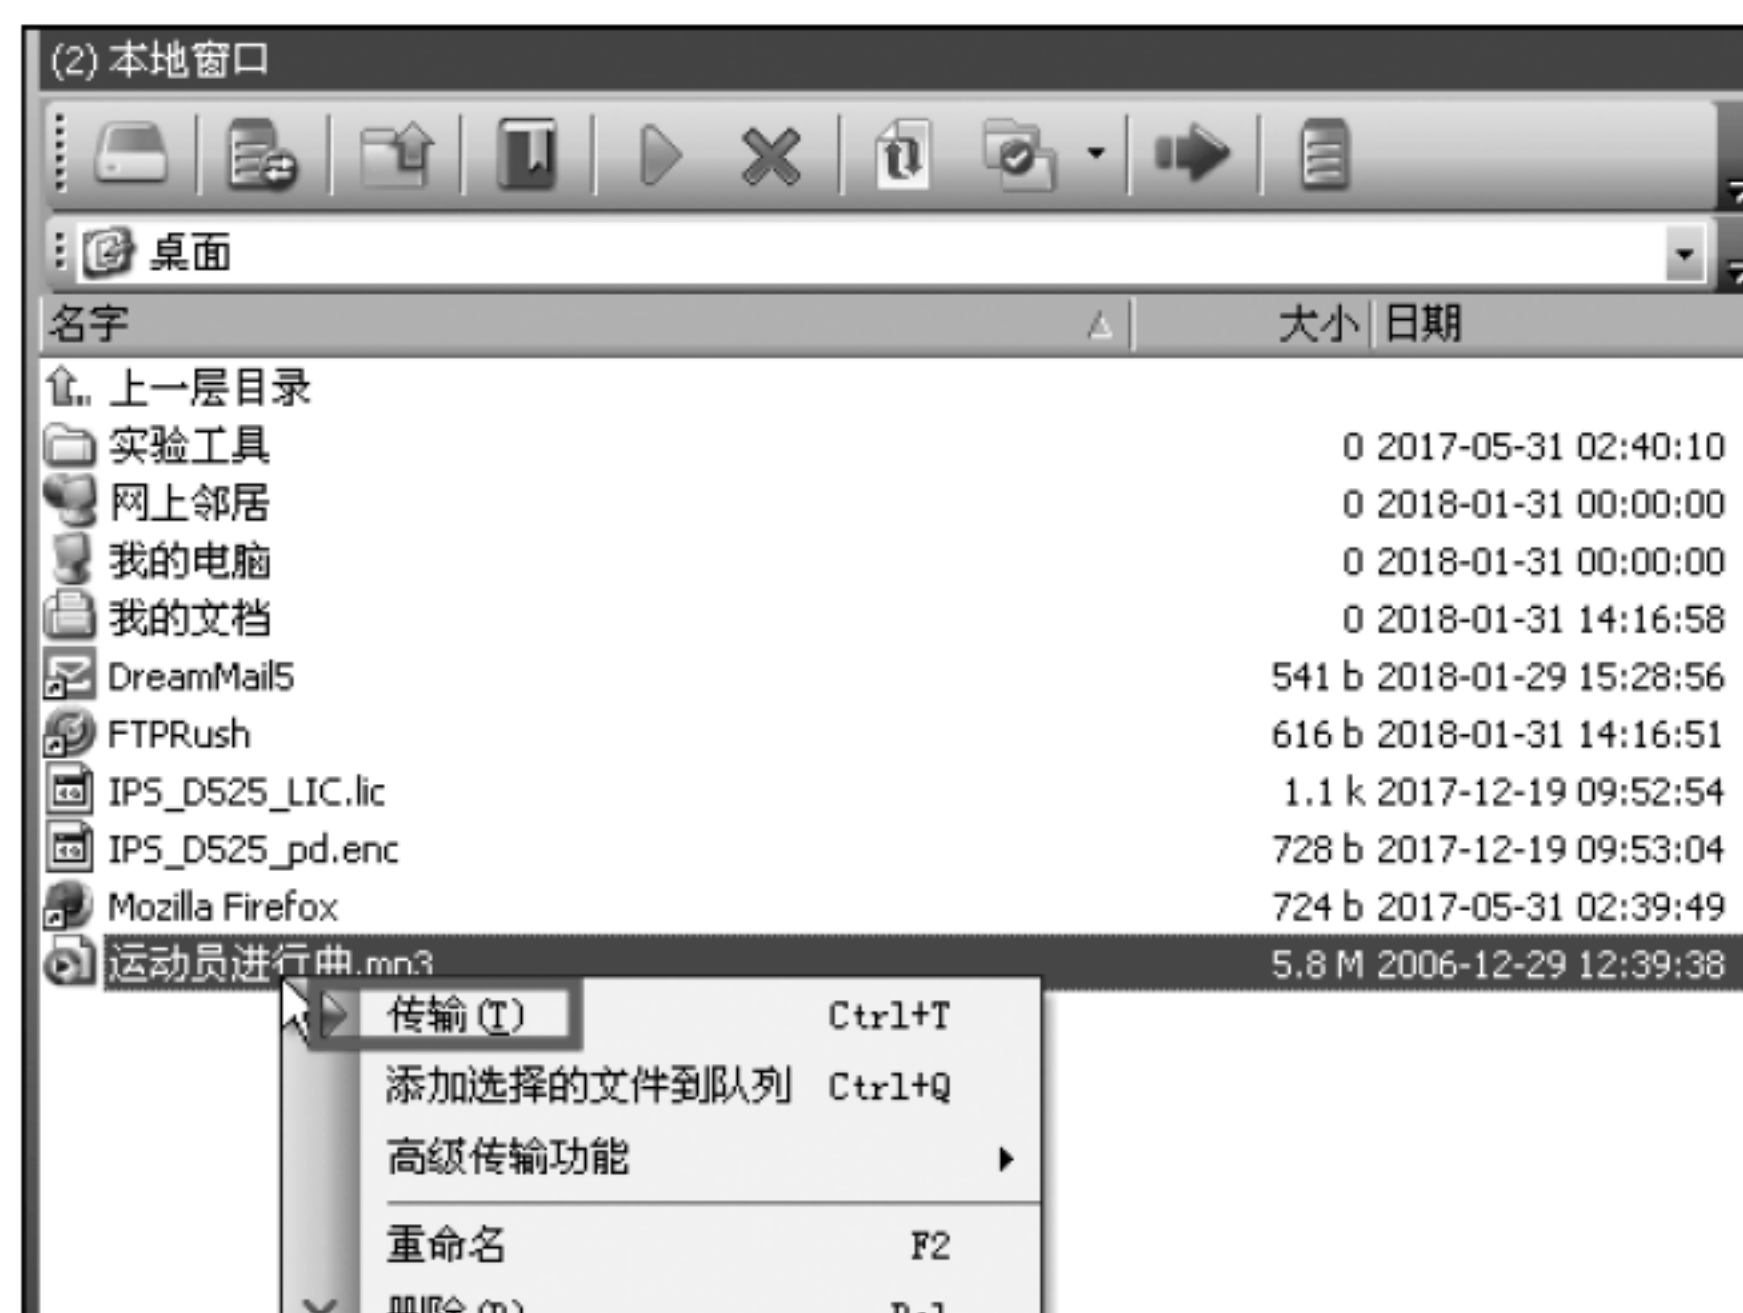 (2) 本地窗口
桌面
名字 大小 日期
上一层目录
实验工具 0 2017-05-31 02:40:10
网上邻居 0 2018-01-31 00:00:00
我的电脑 0 2018-01-31 00:00:00
我的文档 0 2018-01-31 14:16:58
DreamMail5 541 b 2018-01-29 15:28:56
FTPRush 616 b 2018-01-31 14:16:51
IPS_D525_LIC.lic 1.1 k 2017-12-19 09:52:54
IPS_D525_pd.enc 728 b 2017-12-19 09:53:04
Mozilla Firefox 724 b 2017-05-31 02:39:49
运动员进行曲.mp3 5.8 M 2006-12-29 12:39:38
传输(T) Ctrl+T
添加选择的文件到队列 Ctrl+Q
高级传输功能
重命名 F2
删除